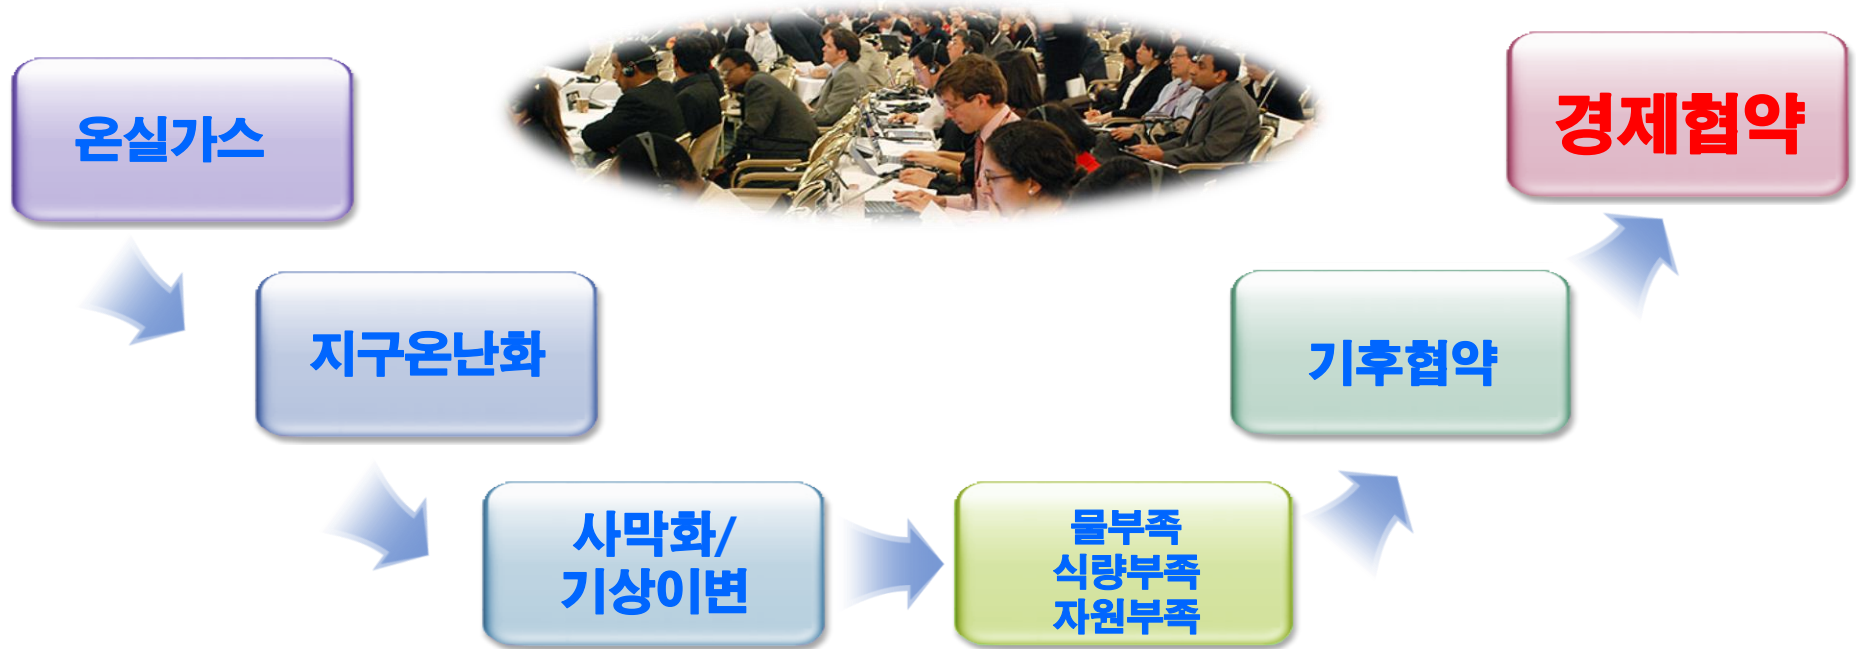 온실가스
지구온난화
사막화/
기상이변
물부족
식량부족
자원부족
기후협약
경제협약